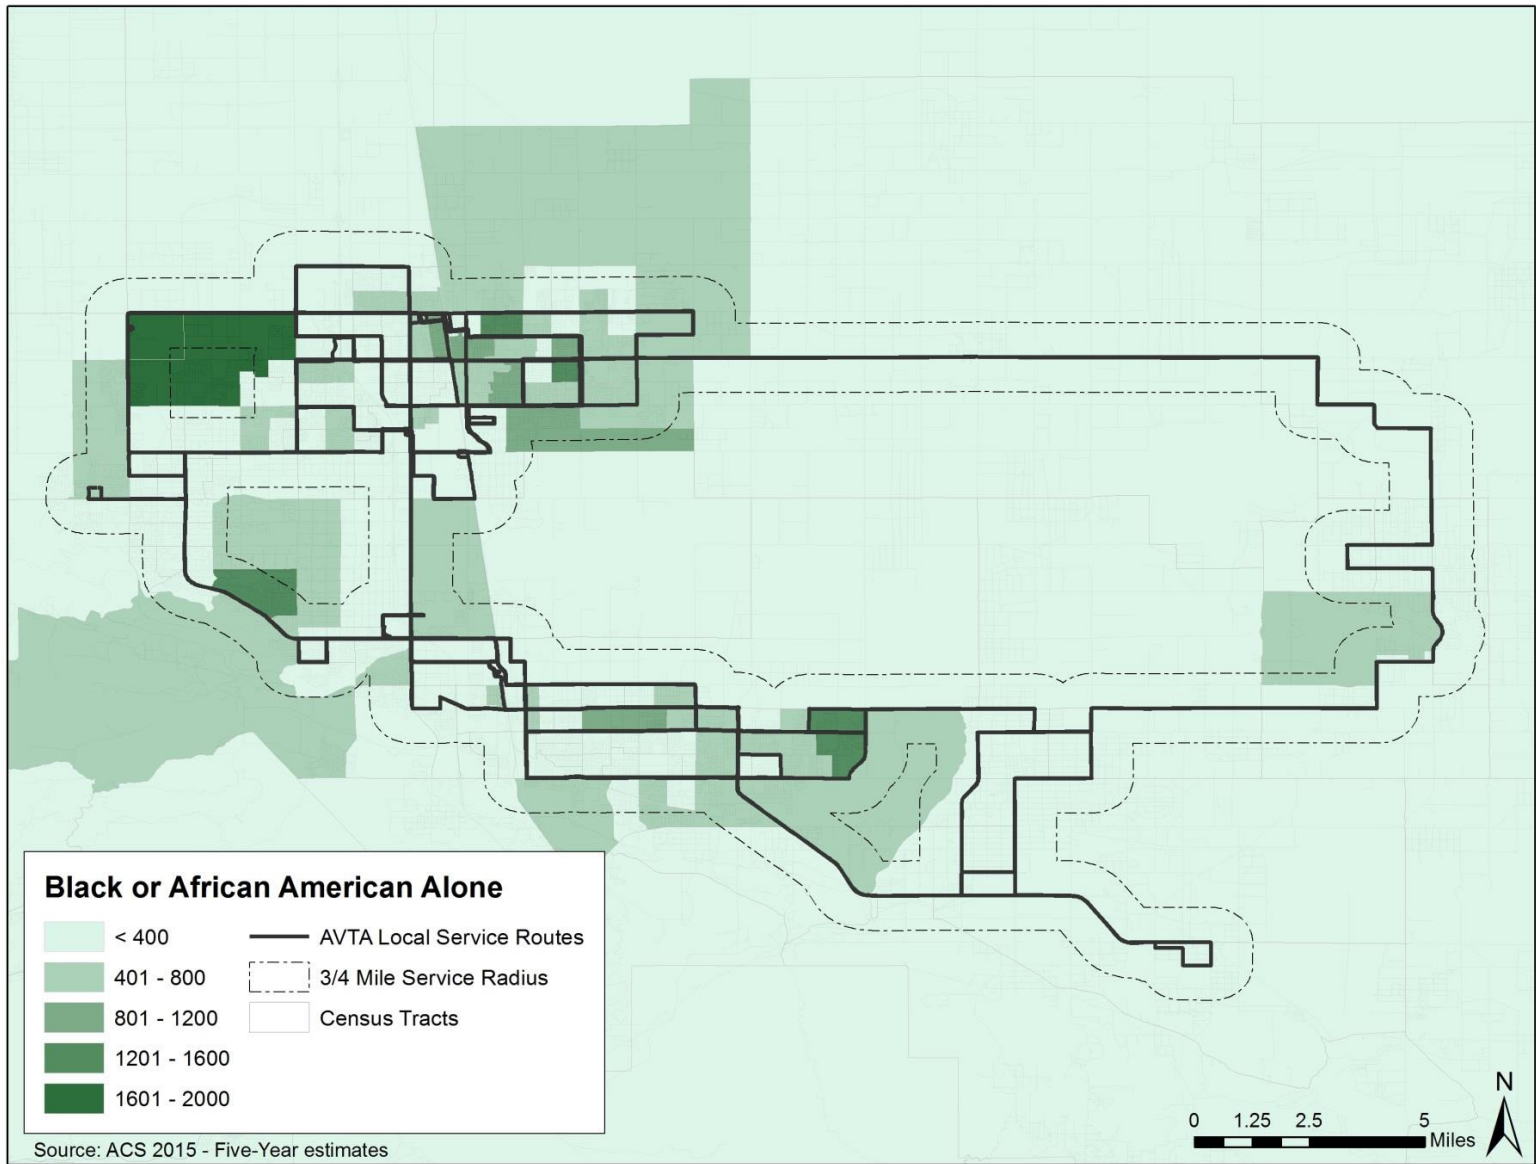 Black or African American Alone
< 400
AVTA Local Service Routes
401 - 800
3/4 Mile Service Radius
801 - 1200
Census Tracts
1201 - 1600
1601 - 2000
Source: ACS 2015 - Five-Year estimates
N
0 1.25 2.5 5
Miles